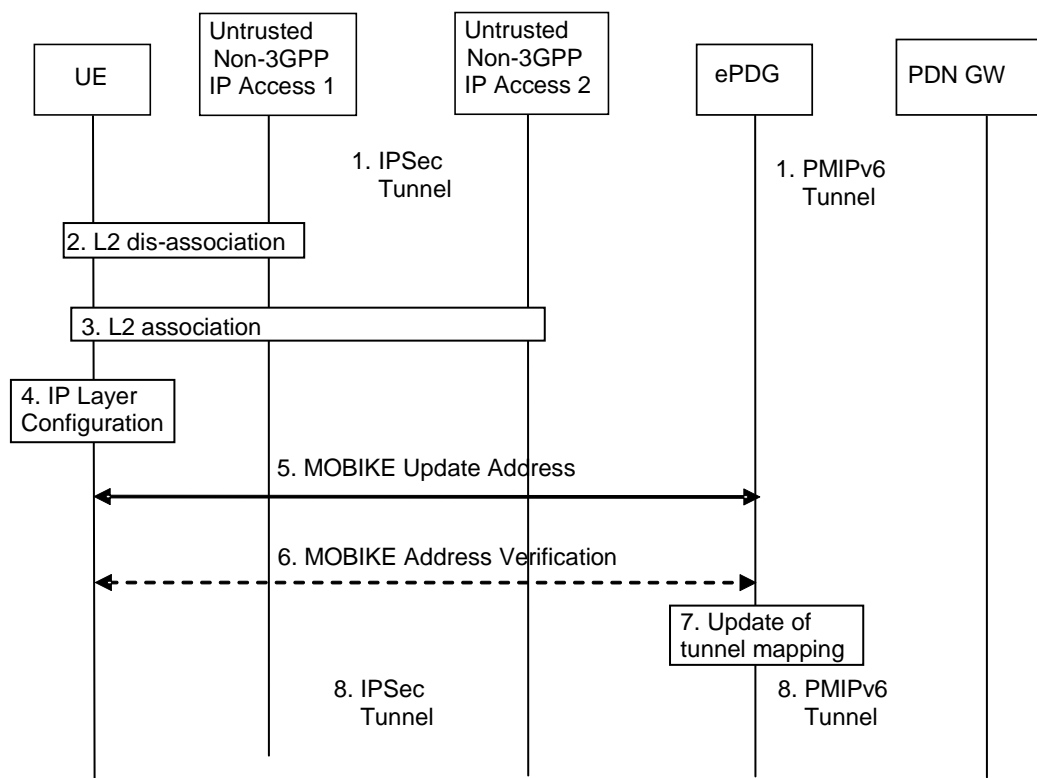 UE
Untrusted
Non-3GPP
IP Access 1
Untrusted
Non-3GPP
IP Access 2
ePDG
PDN GW
1. IPSec
Tunnel
1. PMIPv6
Tunnel
2. L2 dis-association
3. L2 association
4. IP Layer
Configuration
5. MOBIKE Update Address
6. MOBIKE Address Verification
7. Update of
tunnel mapping
8. IPSec
Tunnel
8. PMIPv6
Tunnel